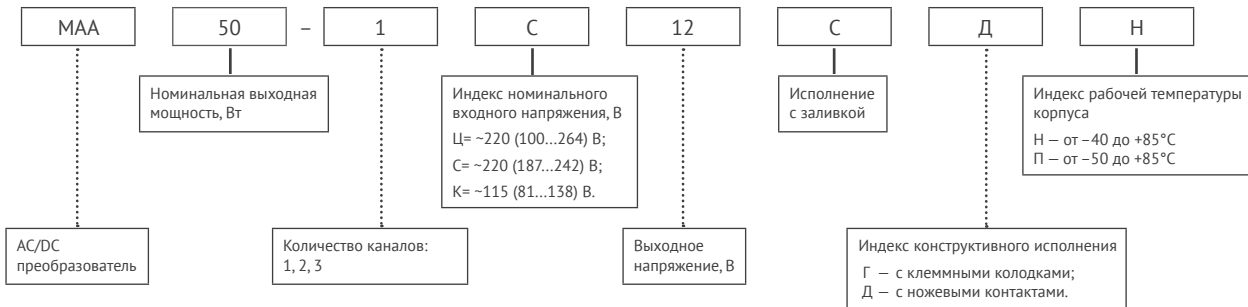 МАА 50 – 1 С 12 С Д Н
Номинальная выходная
мощность, Вт
Индекс номинального
входного напряжения, В
Ц= ~220 (100...264) В;
С= ~220 (187...242) В;
К= ~115 (81...138) В.
Исполнение
с заливкой
Индекс рабочей температуры
корпуса
Н — от –40 до +85°С
П — от –50 до +85°С
AC/DC
преобразователь
Количество каналов:
1, 2, 3
Выходное
напряжение, В
Индекс конструктивного исполнения
Г — с клеммными колодками;
Д — с ножевыми контактами.